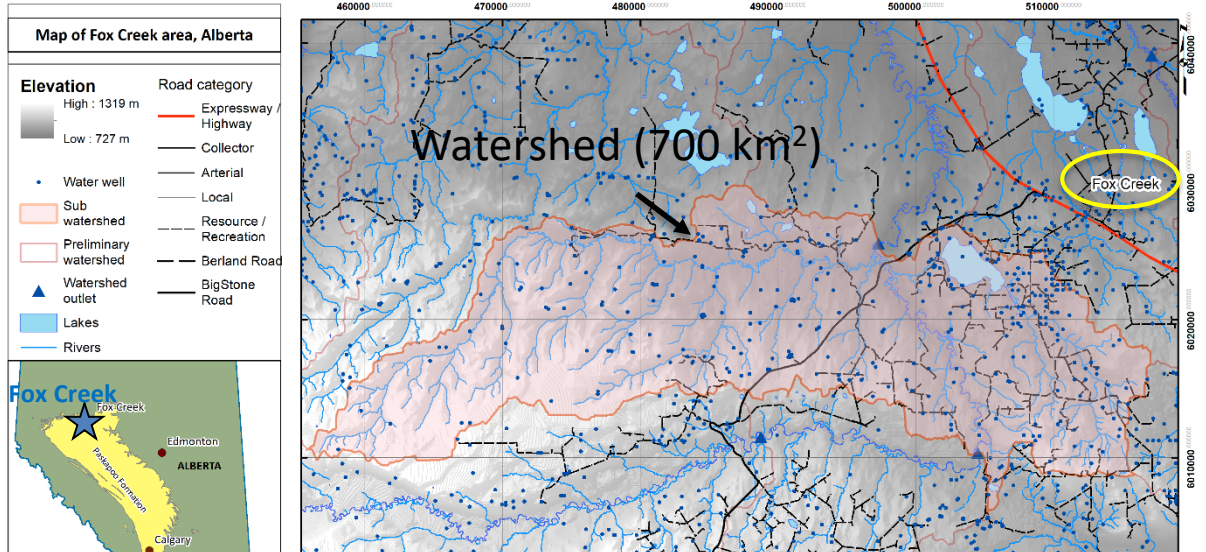 460000
470000
480000
490000
500000
510000
Map of Fox Creek area, Alberta
Elevation
High : 1319 m
Low : 727 m
Water well
Sub
watershed
Preliminary
watershed
Watershed
outlet
Lakes
Rivers
Road category
Expressway /
Highway
Collector
Arterial
Local
Resource /
Recreation
Berland Road
BigStone
Road
Watershed (700 km²)
Fox Creek
6040000
6030000
6020000
6010000
Fox Creek
Fox Creek
Edmonton
ALBERTA
Paskapoo Formation
Calgary